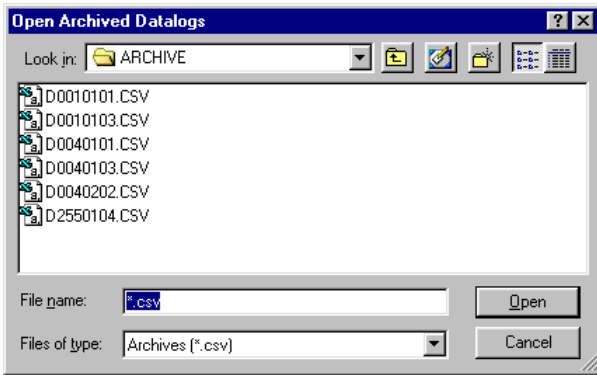 Open Archived Datalogs
Look in: ARCHIVE
D0010101.CSV
D0010103.CSV
D0040101.CSV
D0040103.CSV
D0040202.CSV
D2550104.CSV
File name: *.csv Open
Files of type: Archives (*.csv) Cancel